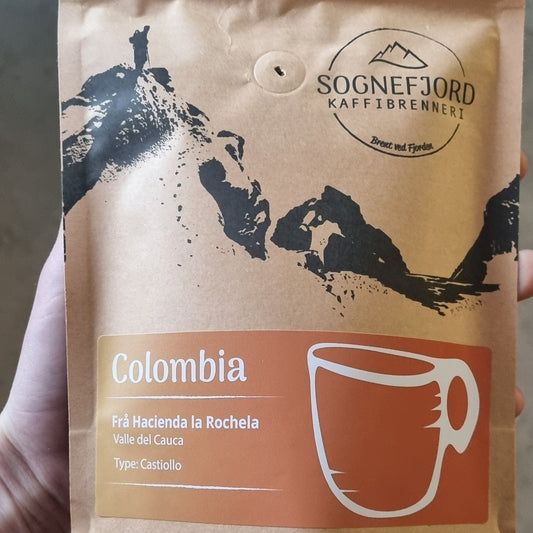 SOGNEFJORD
KAFFIBRENNERI
Brent ved Fjorden
Colombia
Frå Hacienda la Rochela
Valle del Cauca
Type: Castiollo